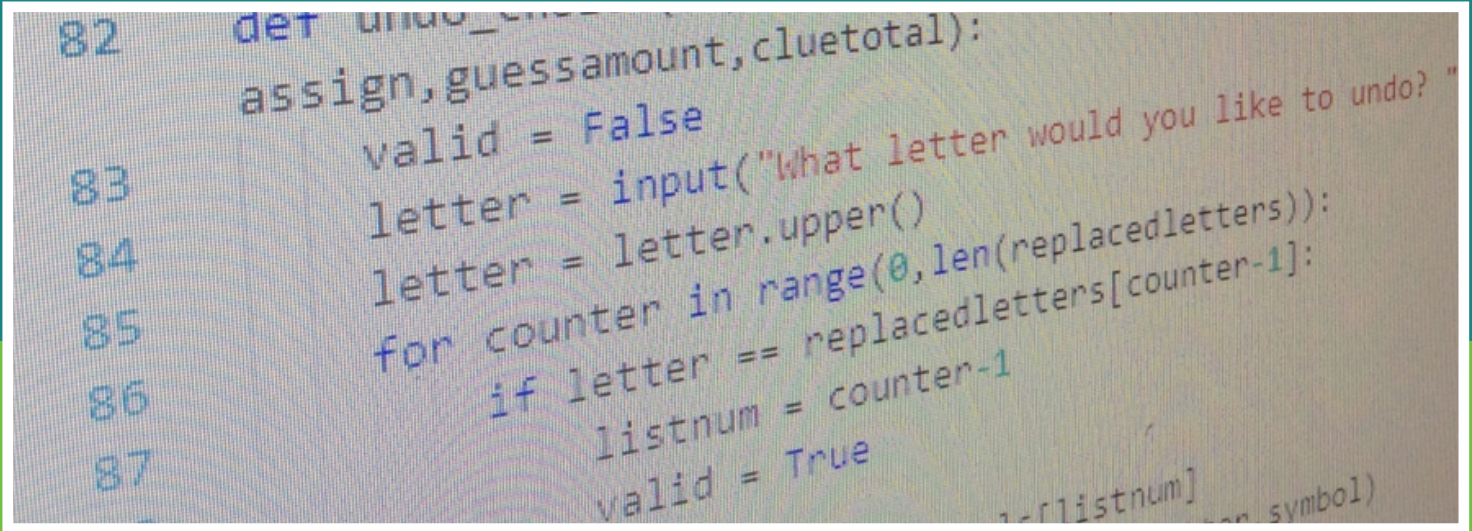 82 def
assign,guessamount,cluetotal):
83 valid = False
84 letter = input("What letter would you like to undo? "
85 letter = letter.upper()
86 for counter in range(0,len(replacedletters)):
87 if letter == replacedletters[counter-1]:
listnum = counter-1
valid = True
[listnum]
symbol)